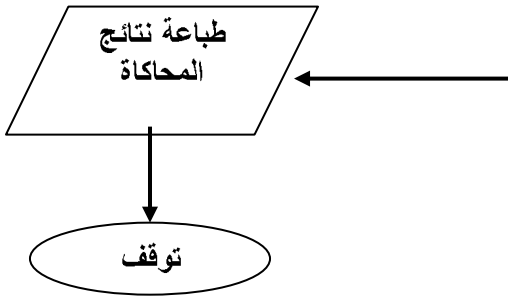 طباعة نتائج
المحاكاة
توقف